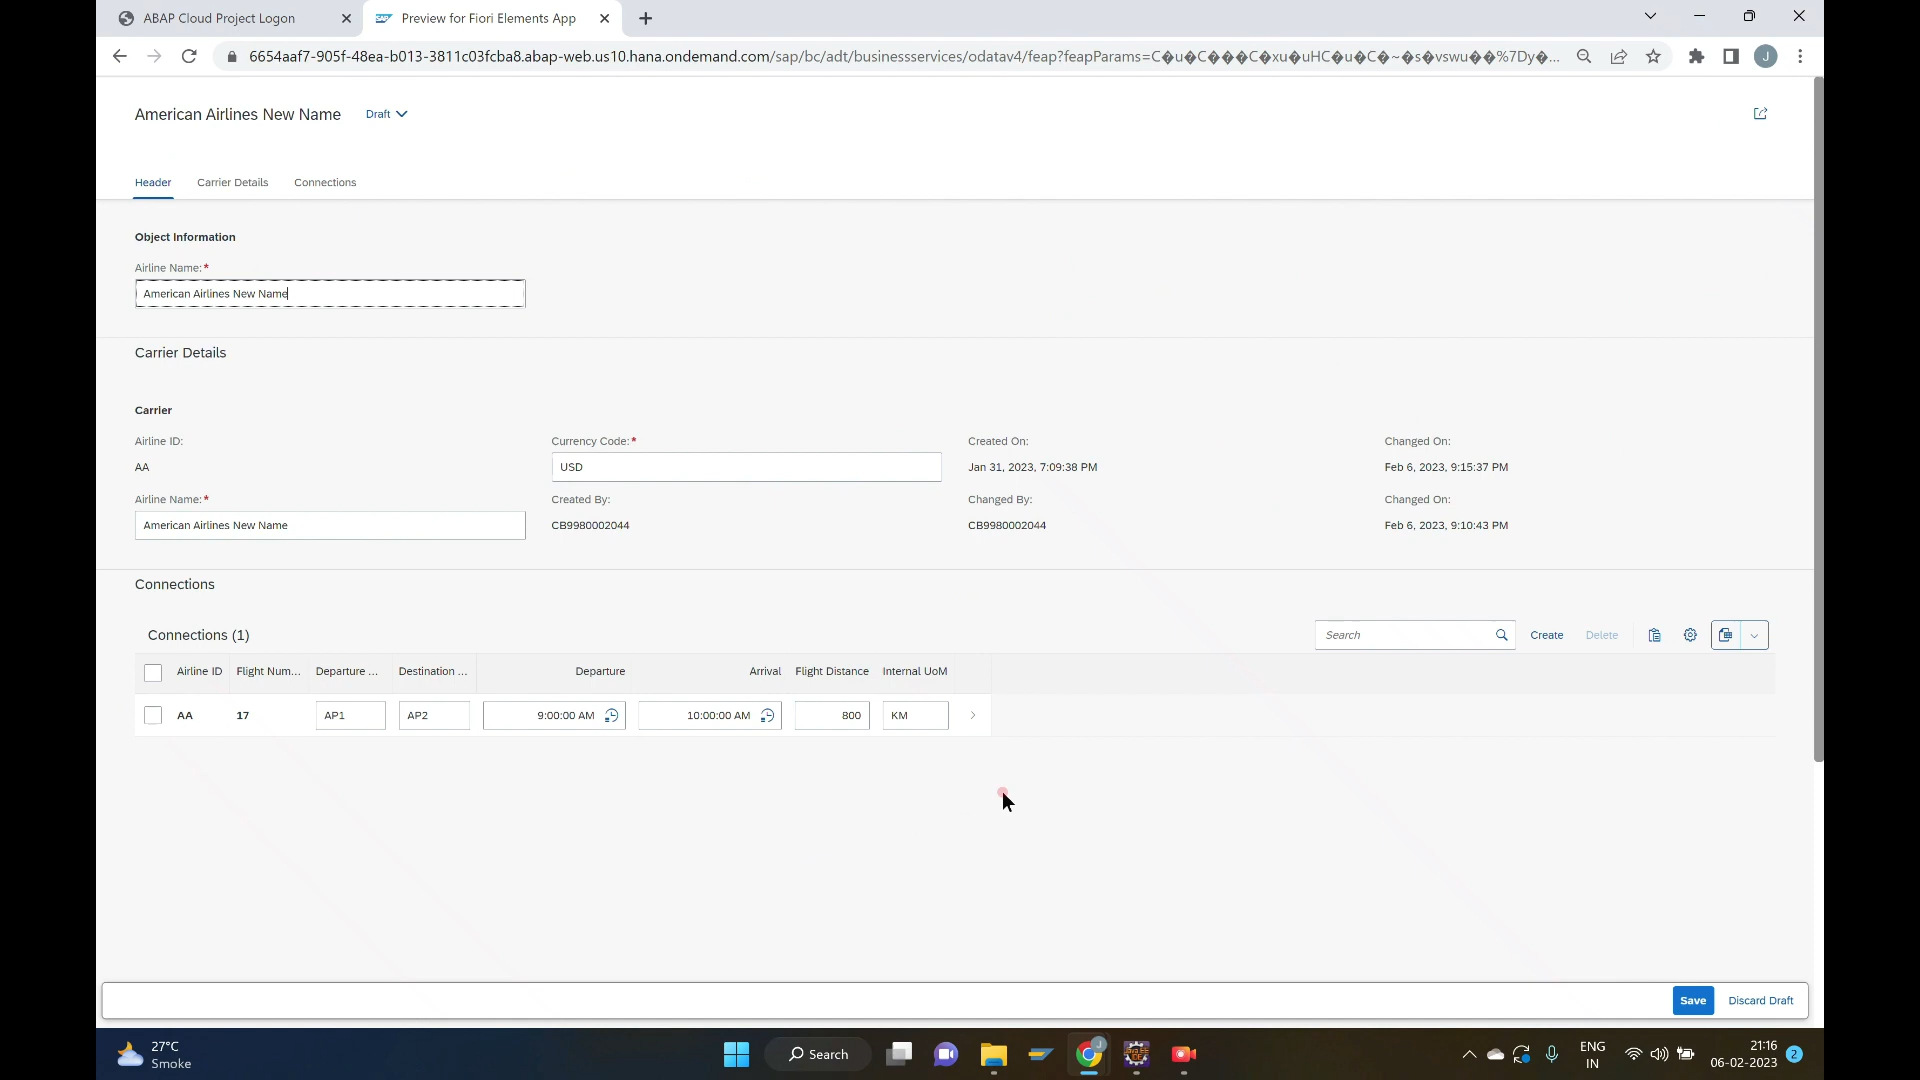 ABAP Cloud Project Logon
Preview for Fiori Elements App
6654aaf7-905f-48ea-b013-3811c03fcba8.abap-web.us10.hana.ondemand.com/sap/bc/adt/businessservices/odatav4/feap?feapParams=C�u�C���C�xu�uHC�u�C�~�s�vswu��%7Dy�...
J
American Airlines New Name Draft
Header Carrier Details Connections
Object Information
Airline Name:*
American Airlines New Name
Carrier Details
Carrier
Airline ID: Currency Code:* Created On: Changed On:
AA USD Jan 31, 2023, 7:09:38 PM Feb 6, 2023, 9:15:37 PM
Airline Name:* Created By: Changed By: Changed On:
American Airlines New Name CB9980002044 CB9980002044 Feb 6, 2023, 9:10:43 PM
Connections
Connections (1) Search Create Delete
Airline ID Flight Num... Departure ... Destination ... Departure Arrival Flight Distance Internal UoM
AA 17 AP1 AP2 9:00:00 AM 10:00:00 AM 800 KM
Save Discard Draft
27°C
Smoke
Search
ENG
IN
21:16
06-02-2023
2